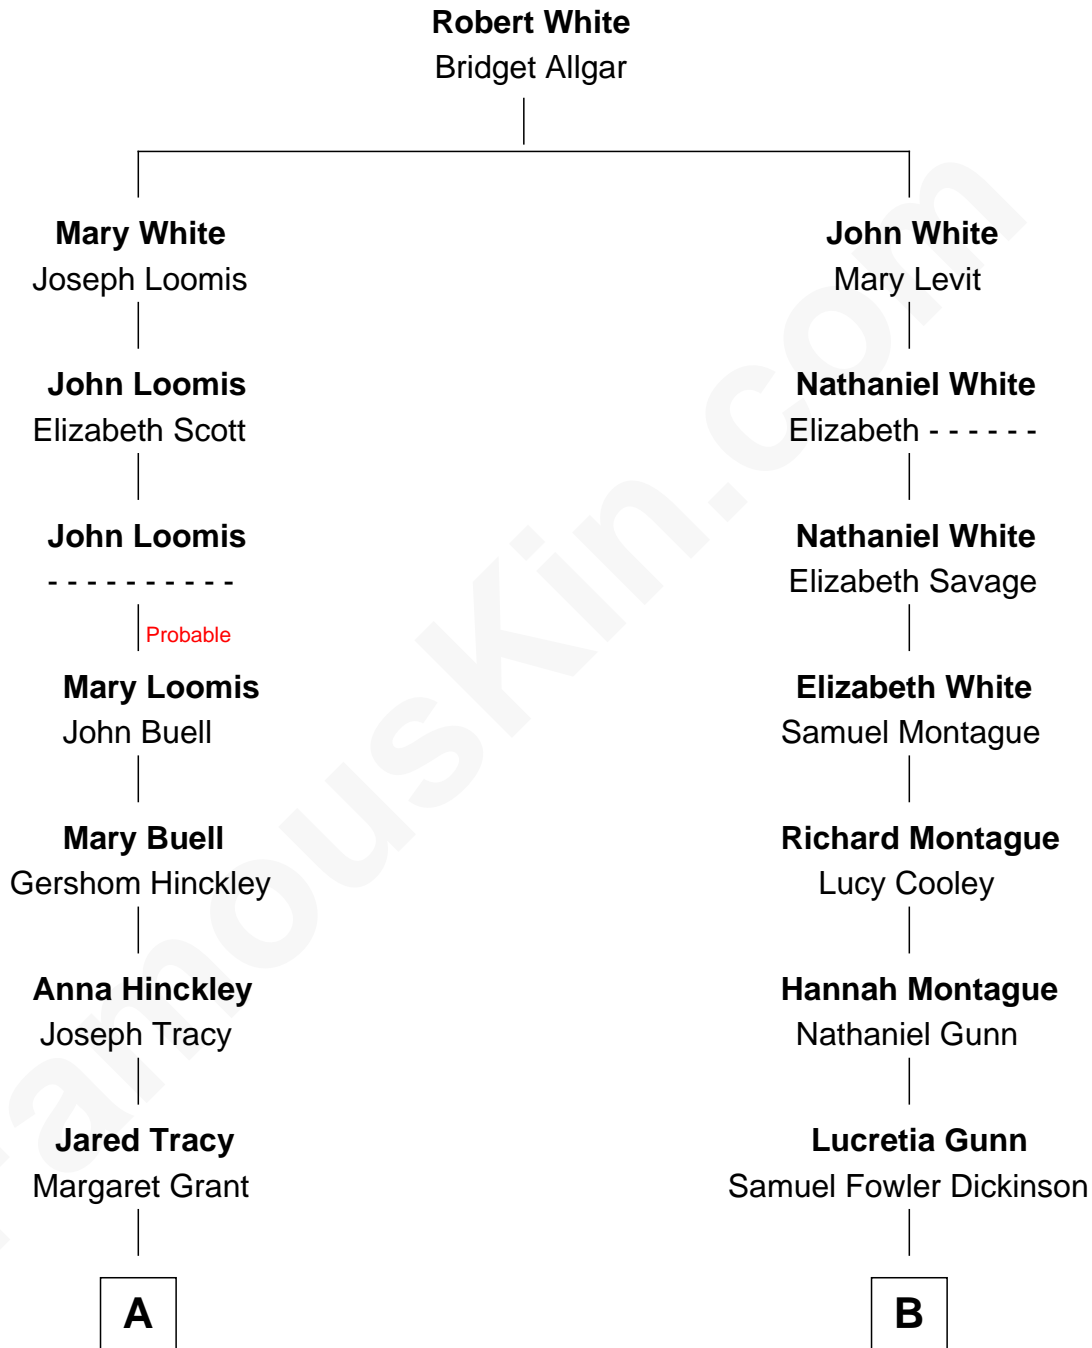 Robert White
Bridget Allgar
Mary White
Joseph Loomis
John White
Mary Levit
John Loomis
Elizabeth Scott
Nathaniel White
Elizabeth - - - - - -
John Loomis
- - - - - - - - - -
Nathaniel White
Elizabeth Savage
Probable
Mary Loomis
John Buell
Elizabeth White
Samuel Montague
Mary Buell
Gershom Hinckley
Richard Montague
Lucy Cooley
Anna Hinckley
Joseph Tracy
Hannah Montague
Nathaniel Gunn
Jared Tracy
Margaret Grant
Lucretia Gunn
Samuel Fowler Dickinson
A
B
FamousKin.com